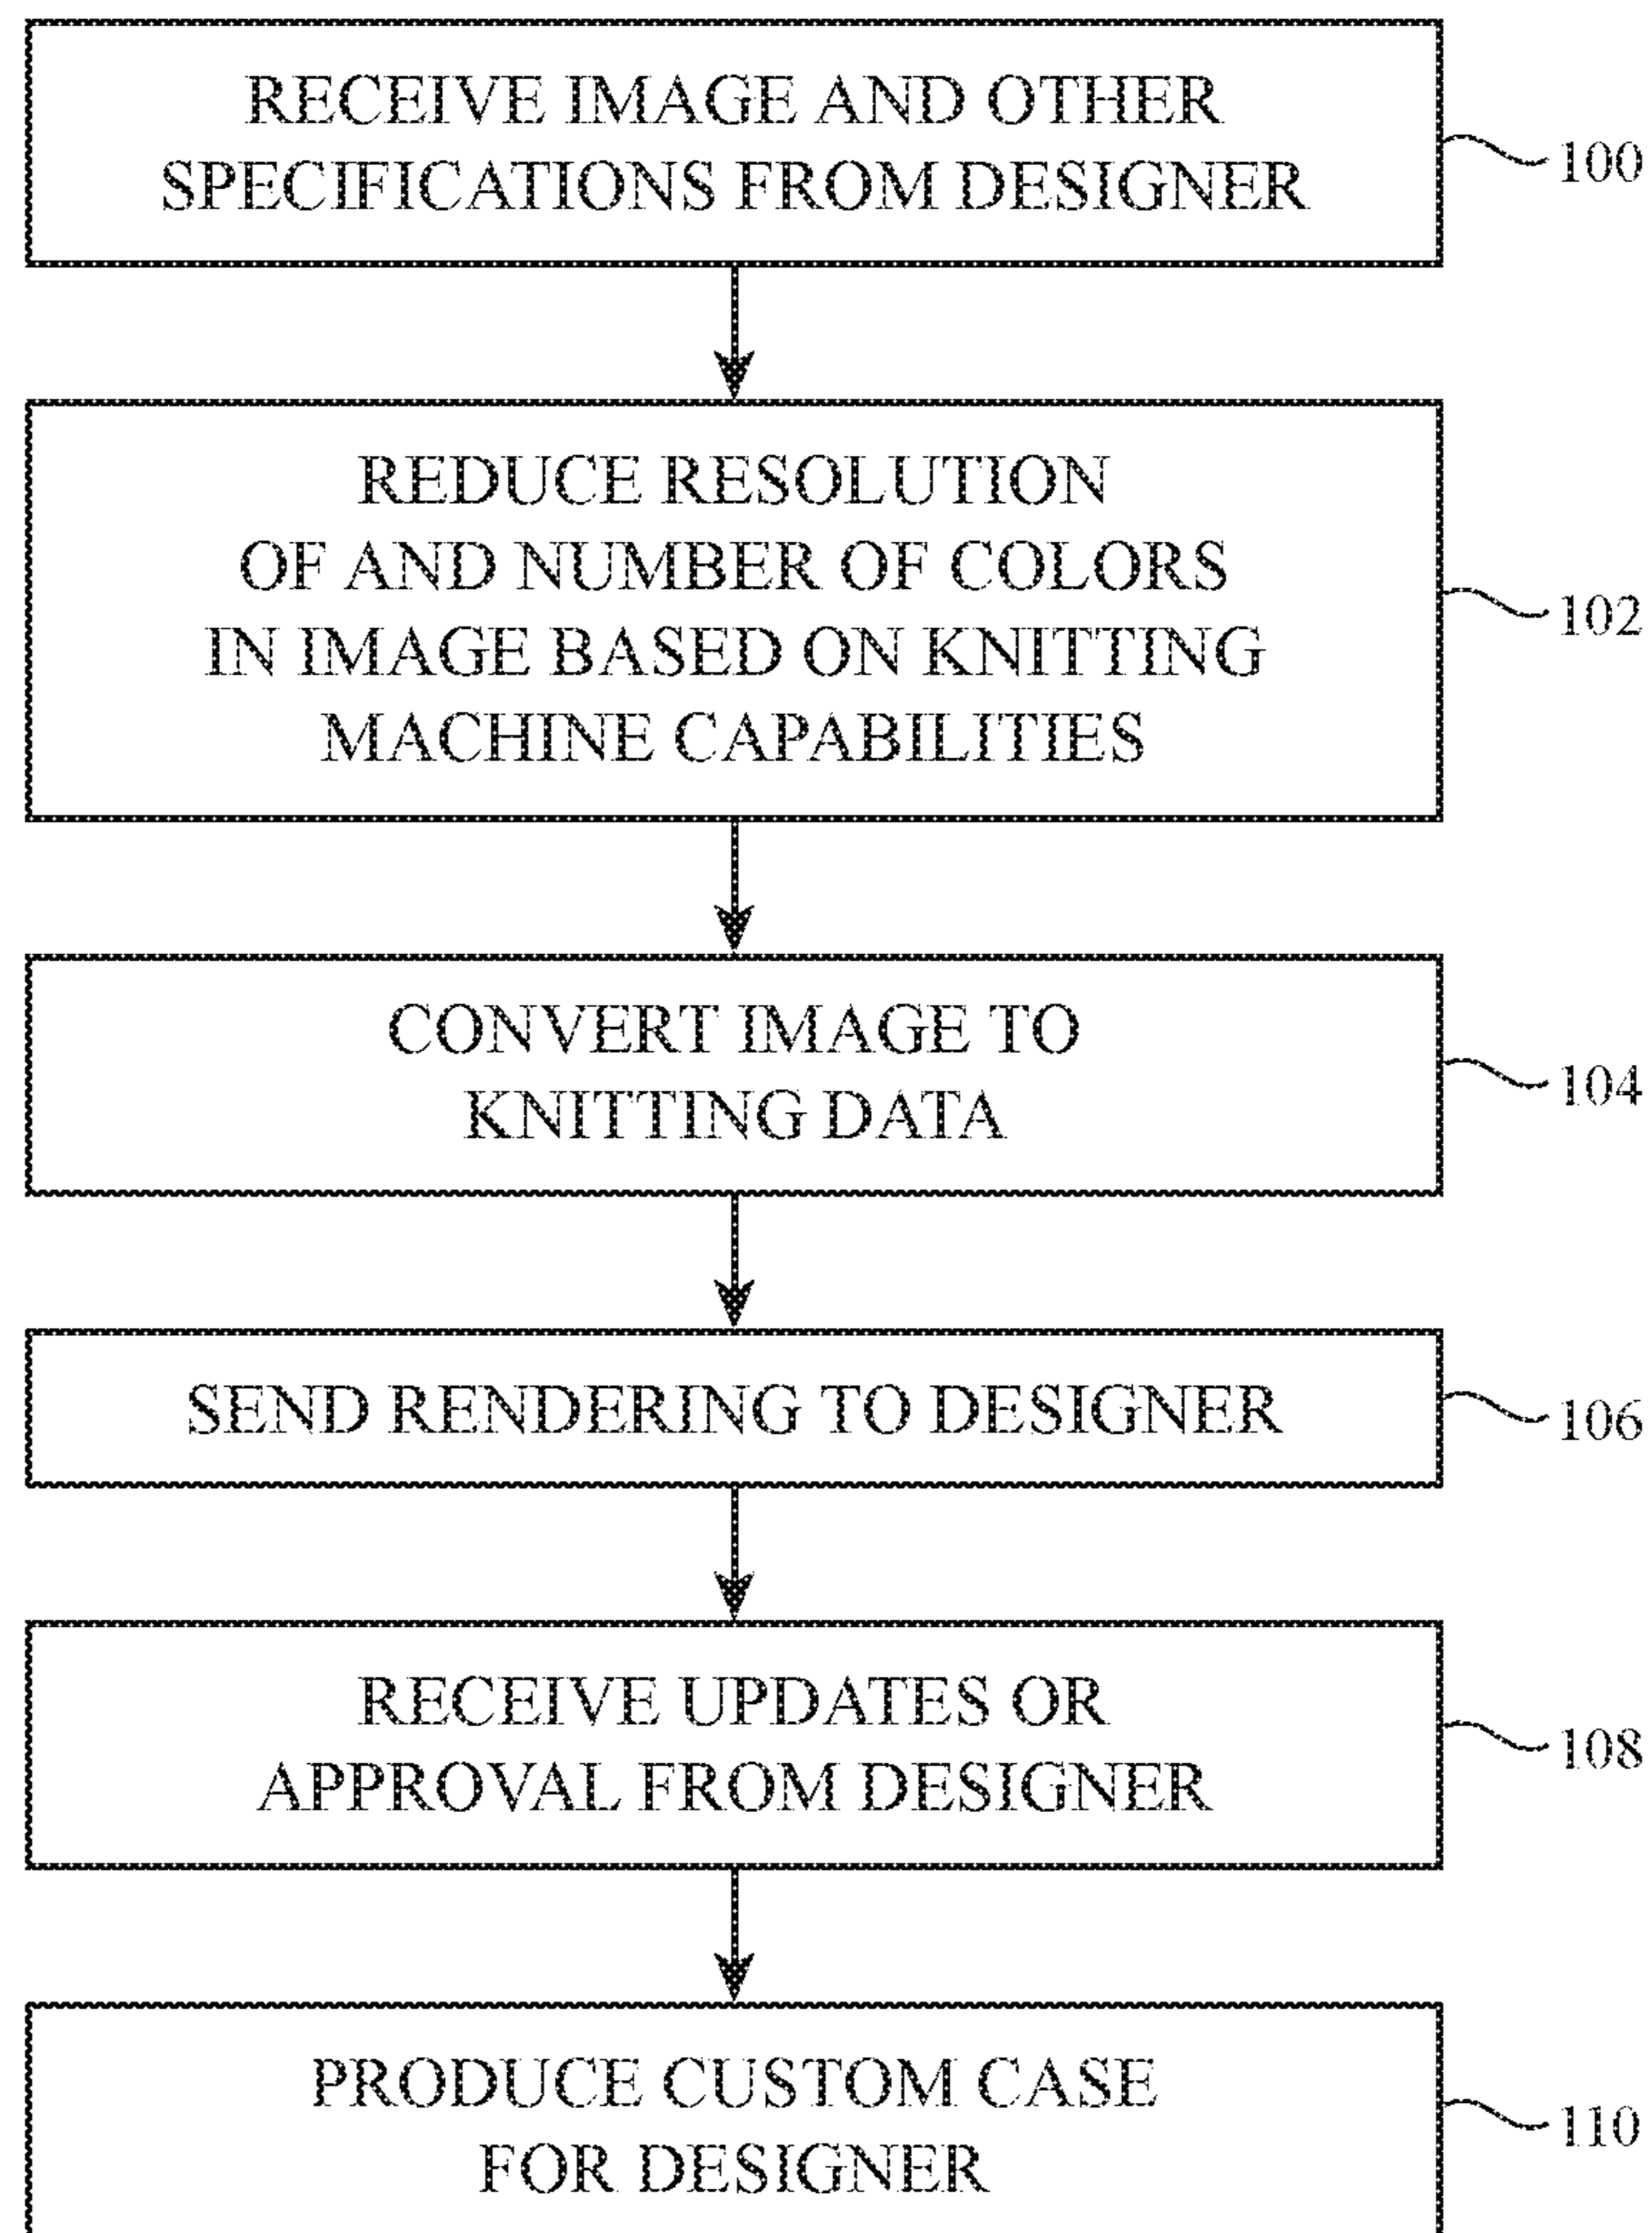 RECEIVE IMAGE AND OTHER
SPECIFICATIONS FROM DESIGNER
100
REDUCE RESOLUTION
OF AND NUMBER OF COLORS
IN IMAGE BASED ON KNITTING
MACHINE CAPABILITIES
102
CONVERT IMAGE TO
KNITTING DATA
104
SEND RENDERING TO DESIGNER
106
RECEIVE UPDATES OR
APPROVAL FROM DESIGNER
108
PRODUCE CUSTOM CASE
FOR DESIGNER
110